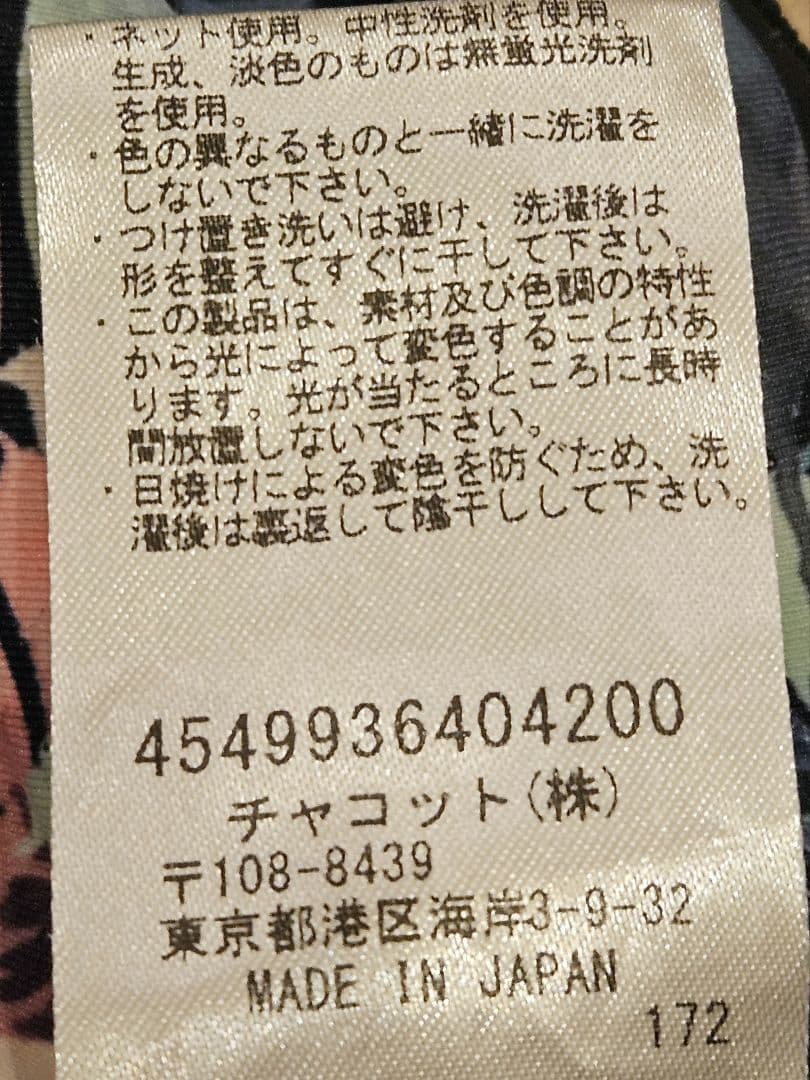 ・ネット使用。中性洗剤を使用。
生成、淡色のものは無蛍光洗剤
を使用。
・色の異なるものと一緒に洗濯を
しないで下さい。
・つけ置き洗いは避け、洗濯後は
形を整えてすぐに干して下さい。
・この製品は、素材及び色調の特性
から光によって変色することがあ
ります。光が当たるところに長時
間放置しないで下さい。
・日焼けによる変色を防ぐため、洗
濯後は裏返して陰干しして下さい。
4549936404200
チャコット(株)
〒108-8439
東京都港区海岸3-9-32
MADE IN JAPAN
172